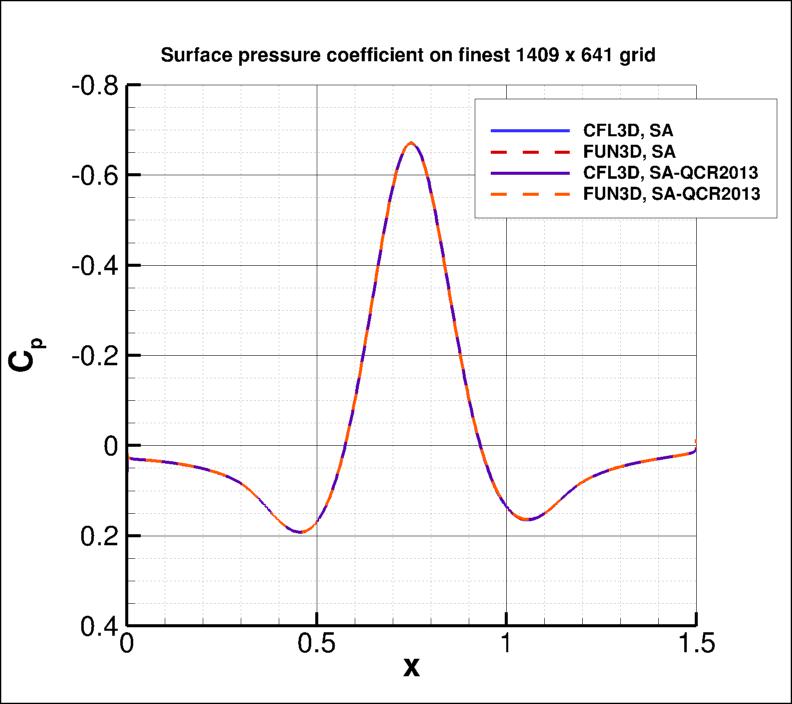 Surface pressure coefficient on finest 1409 x 641 grid
CFL3D, SA
FUN3D, SA
CFL3D, SA-QCR2013
FUN3D, SA-QCR2013
-0.8
-0.6
-0.4
-0.2
0
0.2
0.4
Cp
0 0.5 1 1.5
x